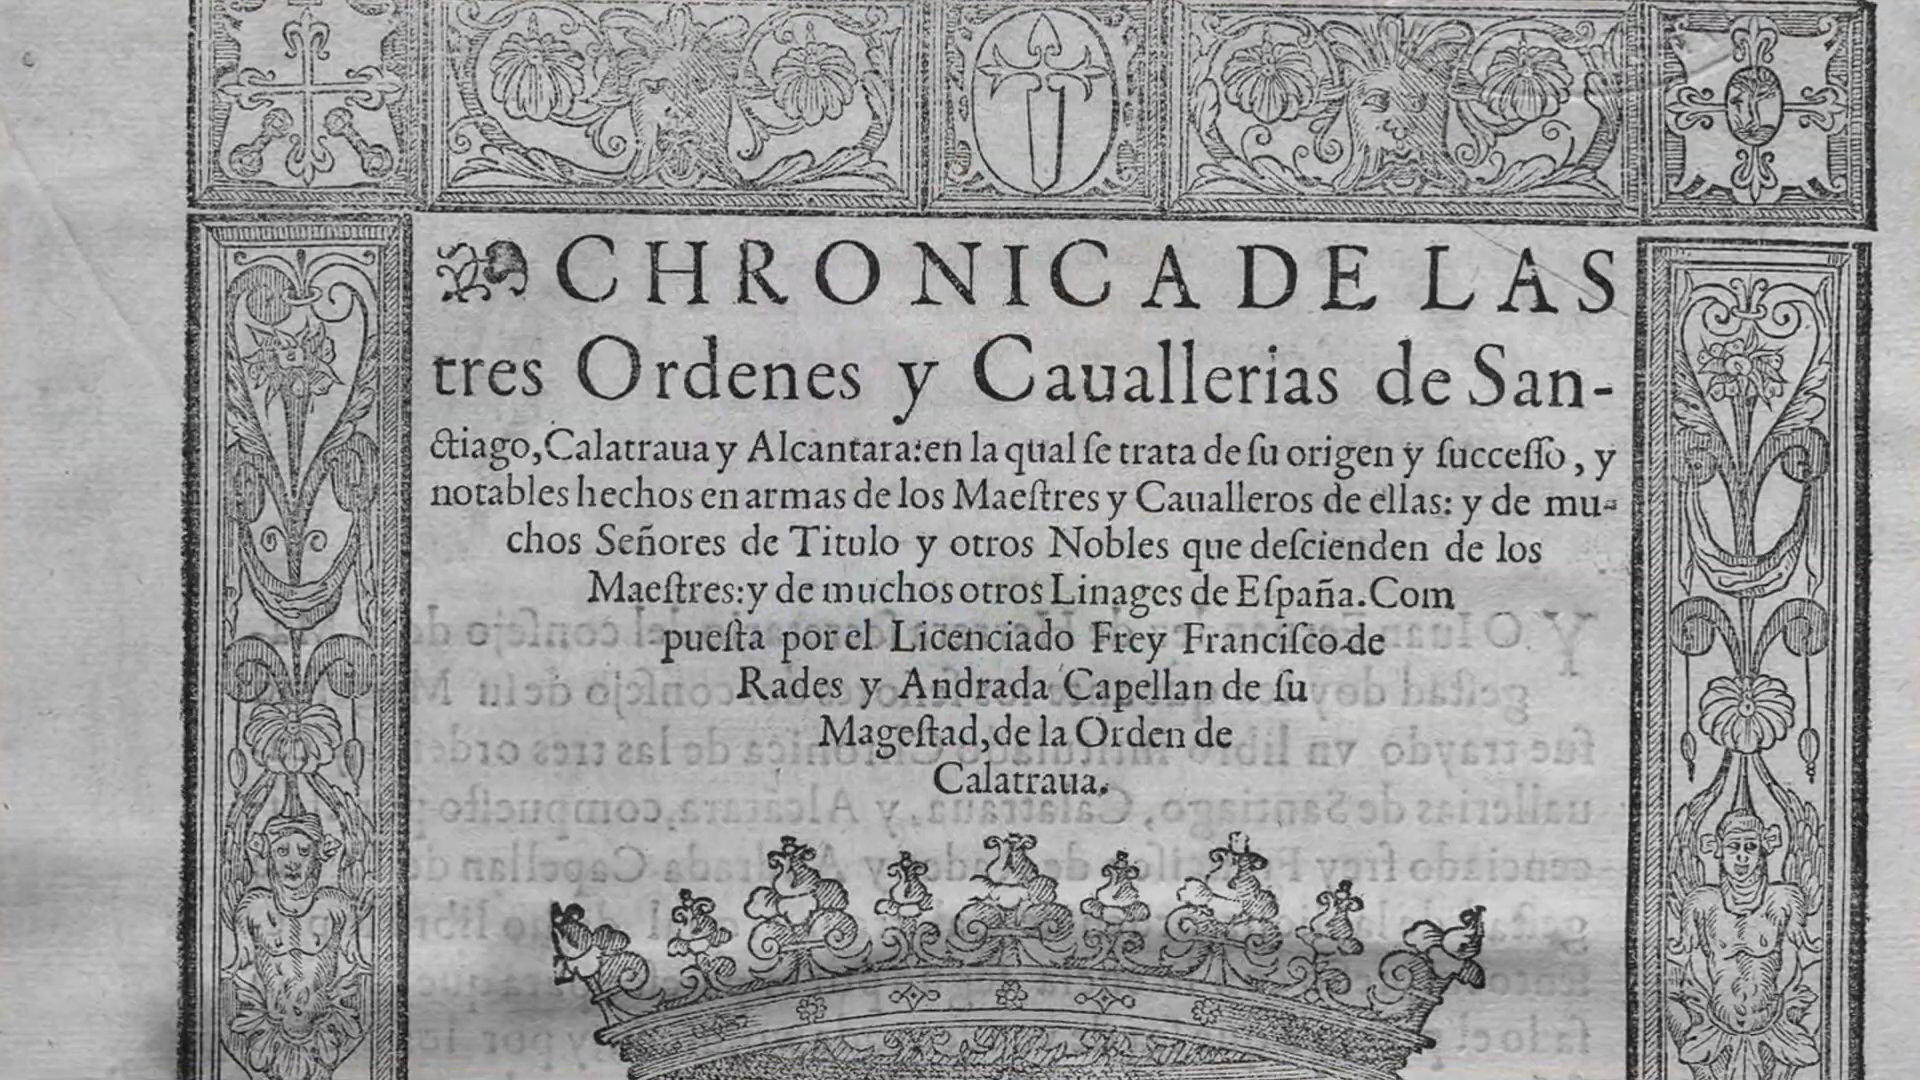 CHRONICA DE LAS
tres Ordenes y Cauallerias de San-
ctiago, Calatraua y Alcantara: en la qual ſe trata de ſu origen y ſucceſſo, y
notables hechos en armas de los Maeſtres y Caualleros de ellas: y de mu-
chos Señores de Titulo y otros Nobles que deſcienden de los
Maeſtres: y de muchos otros Linages de Eſpaña. Com
pueſta por el Licenciado Frey Franciſco de
Rades y Andrada Capellan de ſu
Mageſtad, de la Orden de
Calatraua.